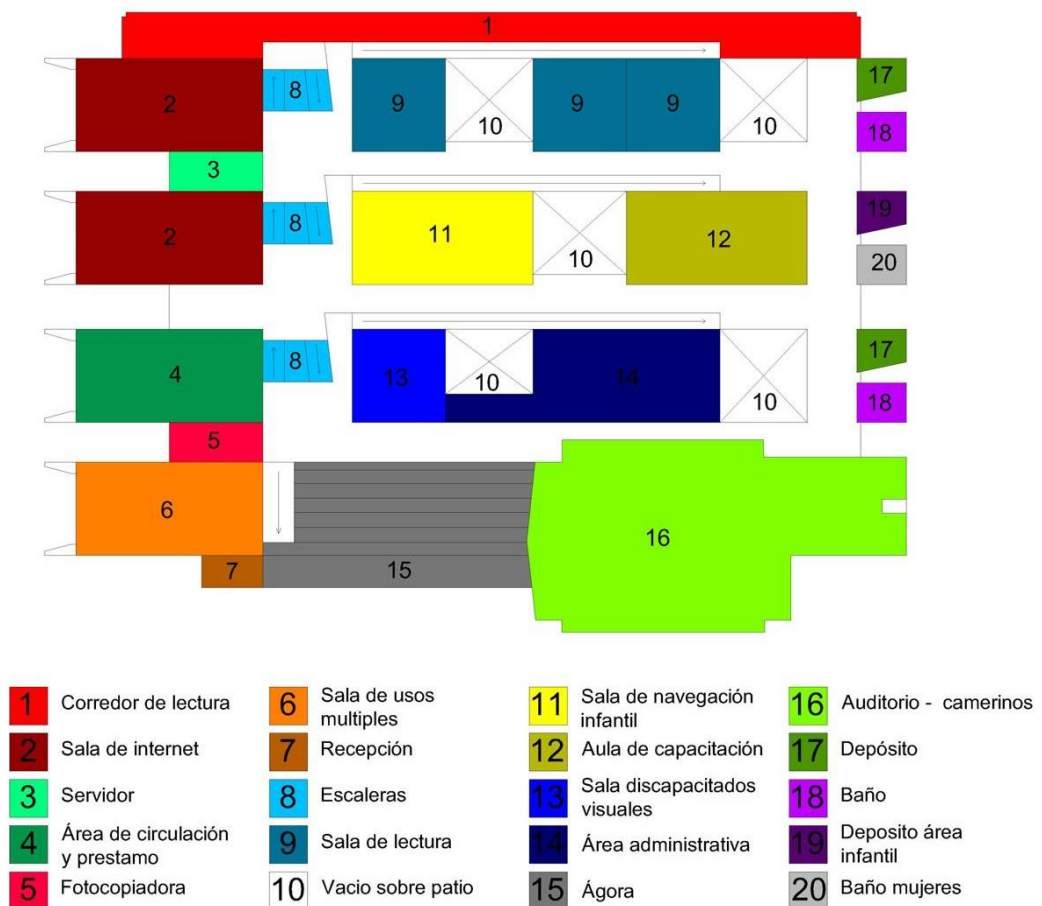 1
2
8
9
10
9
9
10
17
18
3
2
8
11
10
12
19
20
4
8
13
10
14
10
17
18
5
6
7
15
16
1 Corredor de lectura
2 Sala de internet
3 Servidor
4 Área de circulación
y prestamo
5 Fotocopiadora
6 Sala de usos
multiples
7 Recepción
8 Escaleras
9 Sala de lectura
10 Vacio sobre patio
11 Sala de navegación
infantil
12 Aula de capacitación
13 Sala discapacitados
visuales
14 Área administrativa
15 Ágora
16 Auditorio - camerinos
17 Depósito
18 Baño
19 Deposito área
infantil
20 Baño mujeres